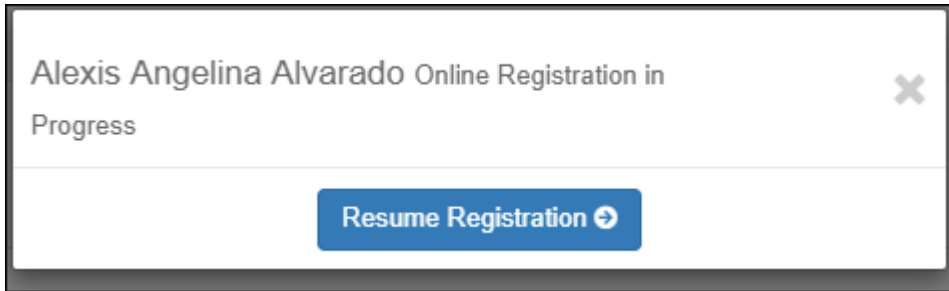 Alexis Angelina Alvarado Online Registration in
Progress
Resume Registration